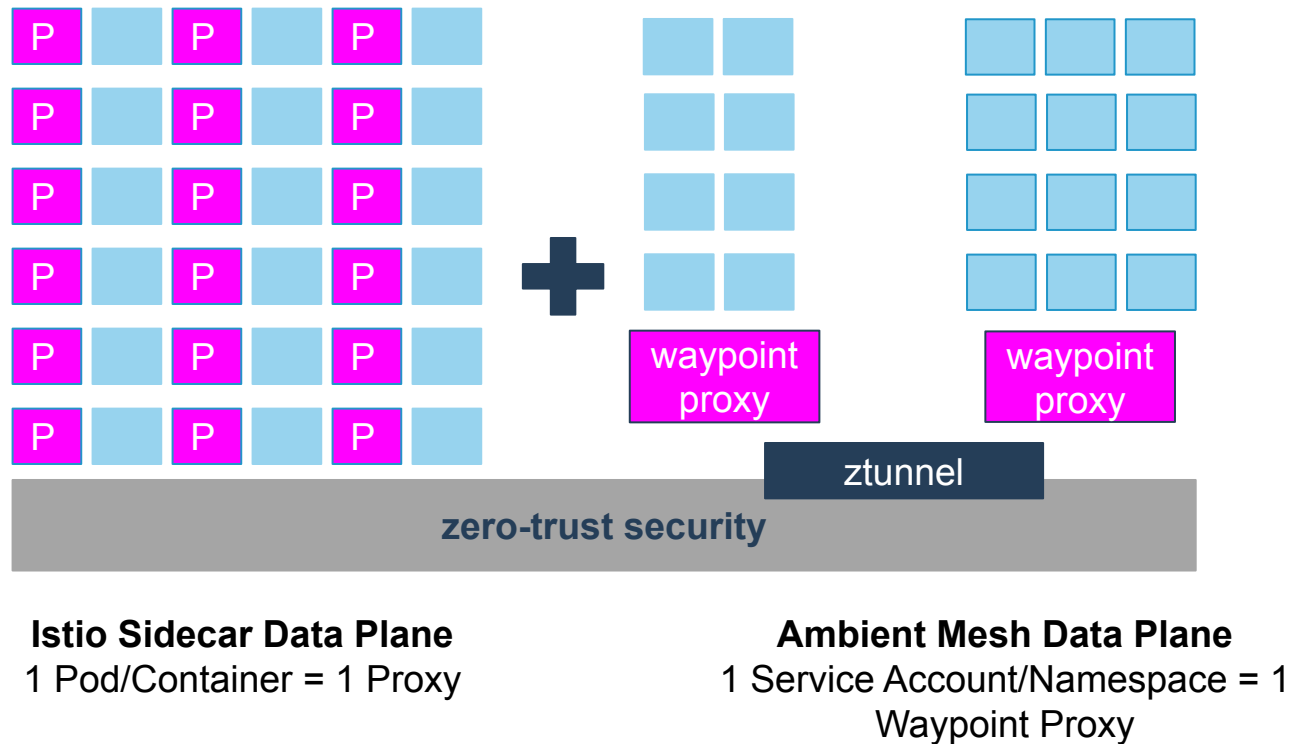 P P P
P P P
P P P
P P P
P P P
P P P
waypoint
proxy
waypoint
proxy
ztunnel
zero-trust security
Istio Sidecar Data Plane
1 Pod/Container = 1 Proxy
Ambient Mesh Data Plane
1 Service Account/Namespace = 1
Waypoint Proxy